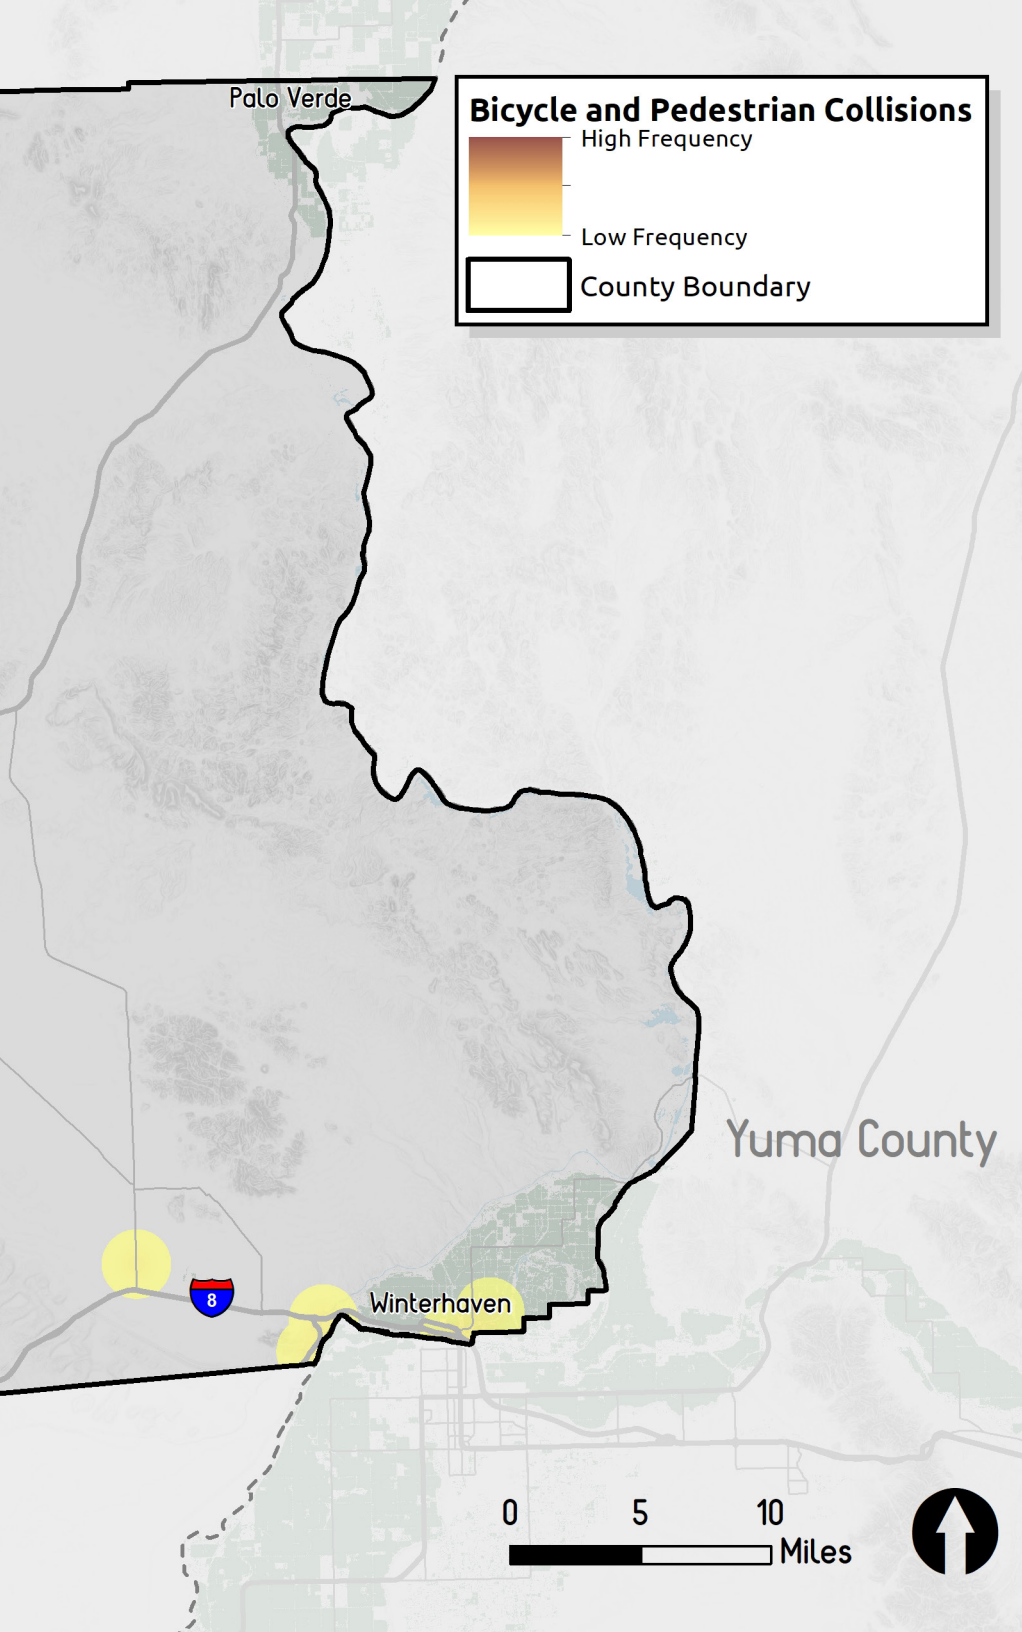 Palo Verde
Bicycle and Pedestrian Collisions
High Frequency
Low Frequency
County Boundary
Yuma County
8
Winterhaven
0 5 10
Miles